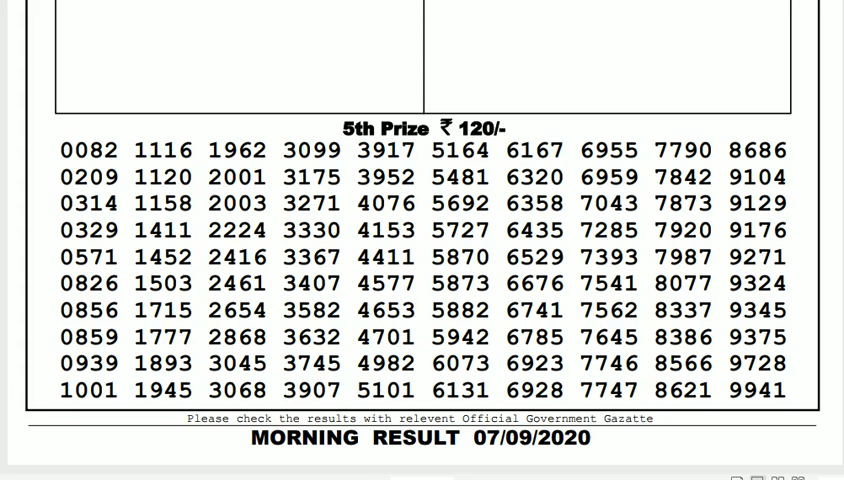 5th Prize ₹ 120/-
0082 1116 1962 3099 3917 5164 6167 6955 7790 8686
0209 1120 2001 3175 3952 5481 6320 6959 7842 9104
0314 1158 2003 3271 4076 5692 6358 7043 7873 9129
0329 1411 2224 3330 4153 5727 6435 7285 7920 9176
0571 1452 2416 3367 4411 5870 6529 7393 7987 9271
0826 1503 2461 3407 4577 5873 6676 7541 8077 9324
0856 1715 2654 3582 4653 5882 6741 7562 8337 9345
0859 1777 2868 3632 4701 5942 6785 7645 8386 9375
0939 1893 3045 3745 4982 6073 6923 7746 8566 9728
1001 1945 3068 3907 5101 6131 6928 7747 8621 9941
Please check the results with relevent Official Government Gazatte
MORNING RESULT 07/09/2020